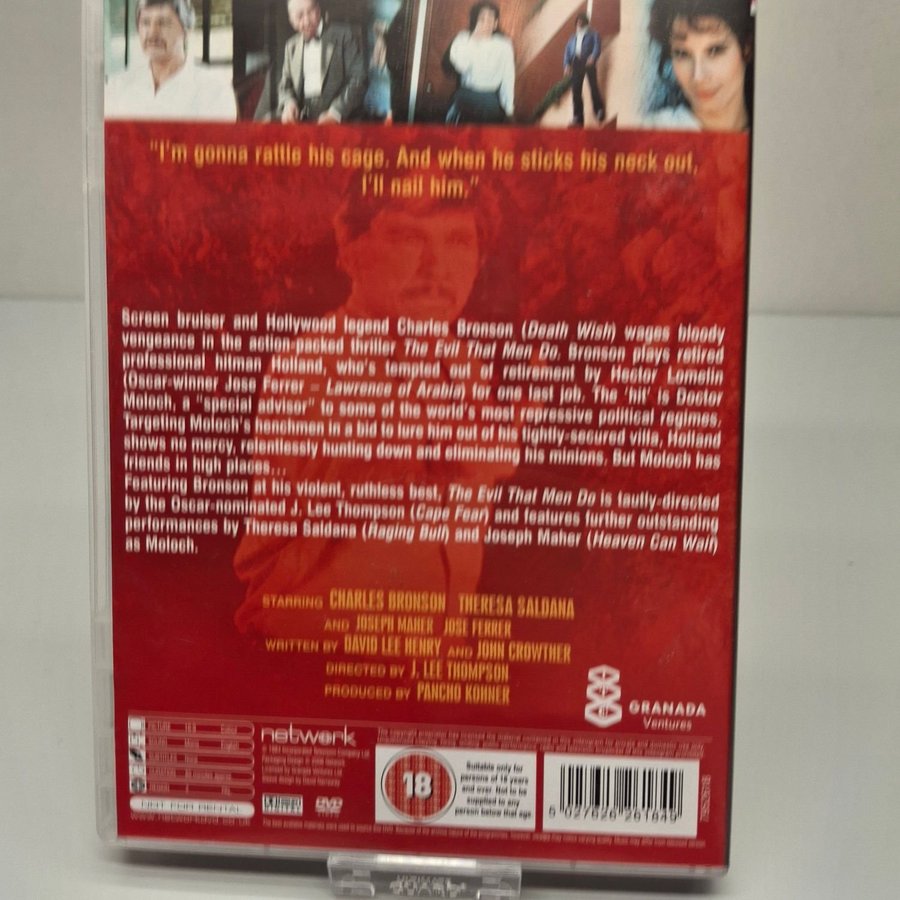 "I'm gonna rattle his cage. And when he sticks his neck out,
I'll nail him."
Screen bruiser and Hollywood legend Charles Bronson (Death Wish) wages bloody
vengeance in the action-packed thriller The Evil That Men Do. Bronson plays retired
professional hitman Holland, who's tempted out of retirement by Hector Lomelin
(Oscar-winner Jose Ferrer – Lawrence of Arabia) for one last job. The 'hit' is Doctor
Moloch, a "special advisor" to some of the world's most repressive political regimes.
Targeting Moloch's henchmen in a bid to lure him out of his tightly-secured villa, Holland
shows no mercy, relentlessly hunting down and eliminating his minions. But Moloch has
friends in high places...
Featuring Bronson at his violent, ruthless best, The Evil That Men Do is tautly-directed
by the Oscar-nominated J. Lee Thompson (Cape Fear) and features further outstanding
performances by Theresa Saldana (Raging Bull) and Joseph Maher (Heaven Can Wait)
as Moloch.
STARRING CHARLES BRONSON THERESA SALDANA
AND JOSEPH MAHER JOSE FERRER
WRITTEN BY DAVID LEE HENRY AND JOHN CROWTHER
DIRECTED BY J. LEE THOMPSON
PRODUCED BY PANCHO KOHNER
GRANADA
Ventures
network
NOT FOR RENTAL
DVD
18
Suitable only for
persons of 18 years
and over. Not to be
supplied to any
person below that age
5 027626 261849